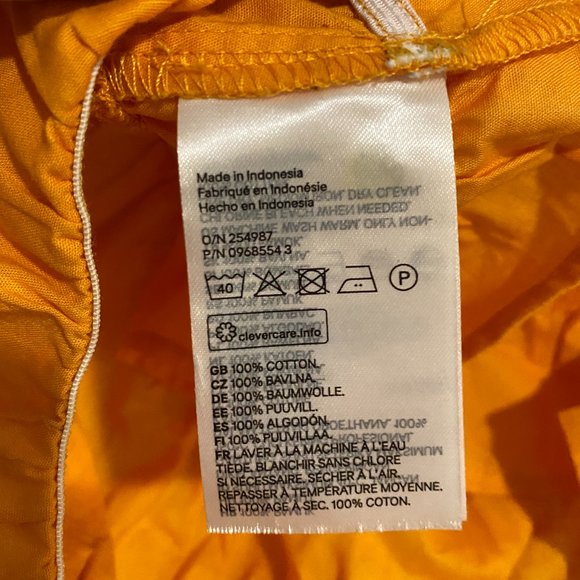 Made in Indonesia
Fabriqué en Indonésie
Hecho en Indonesia
O/N 254987
P/N 0968554 3
40
P
clevercare.info
GB 100% COTTON.
CZ 100% BAVLNA.
DE 100% BAUMWOLLE.
EE 100% PUUVILL.
ES 100% ALGODÓN.
FI 100% PUUVILLAA.
FR LAVER À LA MACHINE À L'EAU
TIÈDE. BLANCHIR SANS CHLORE
SI NÉCESSAIRE. SÉCHER À L'AIR.
REPASSER À TEMPÉRATURE MOYENNE.
NETTOYAGE À SEC. 100% COTON.